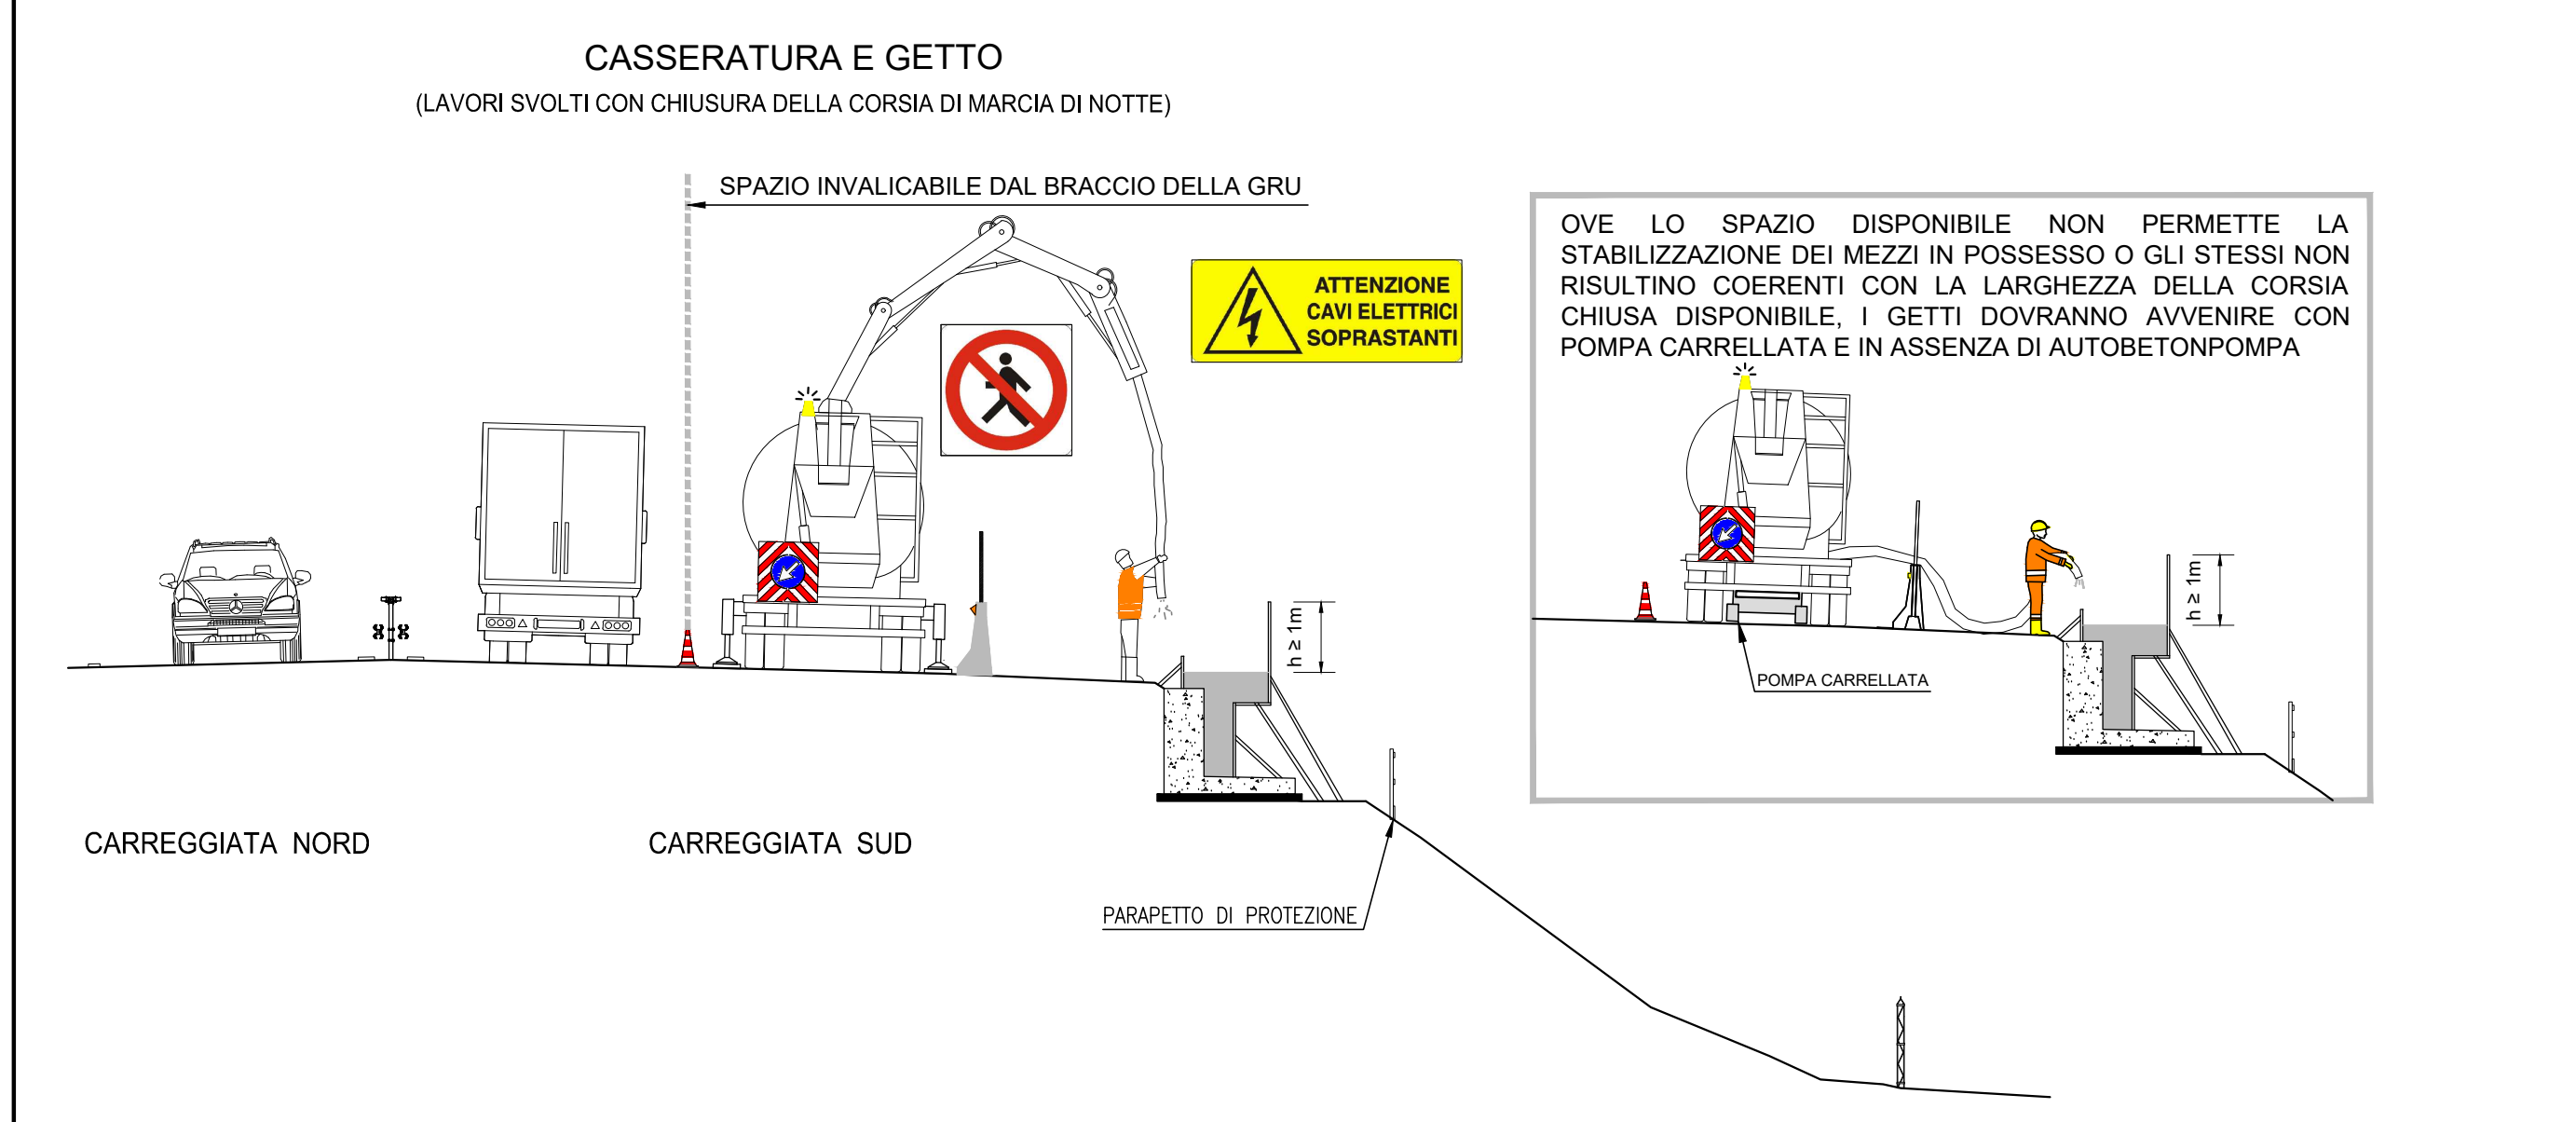 CASSERATURA E GETTO
(LAVORI SVOLTI CON CHIUSURA DELLA CORSIA DI MARCIA DI NOTTE)
SPAZIO INVALICABILE DAL BRACCIO DELLA GRU
ATTENZIONE
CAVI ELETTRICI
SOPRASTANTI
h ≥ 1m
CARREGGIATA NORD
CARREGGIATA SUD
PARAPETTO DI PROTEZIONE
OVE LO SPAZIO DISPONIBILE NON PERMETTE LA
STABILIZZAZIONE DEI MEZZI IN POSSESSO O GLI STESSI NON
RISULTINO COERENTI CON LA LARGHEZZA DELLA CORSIA
CHIUSA DISPONIBILE, I GETTI DOVRANNO AVVENIRE CON
POMPA CARRELLATA E IN ASSENZA DI AUTOBETONPOMPA
h ≥ 1m
POMPA CARRELLATA